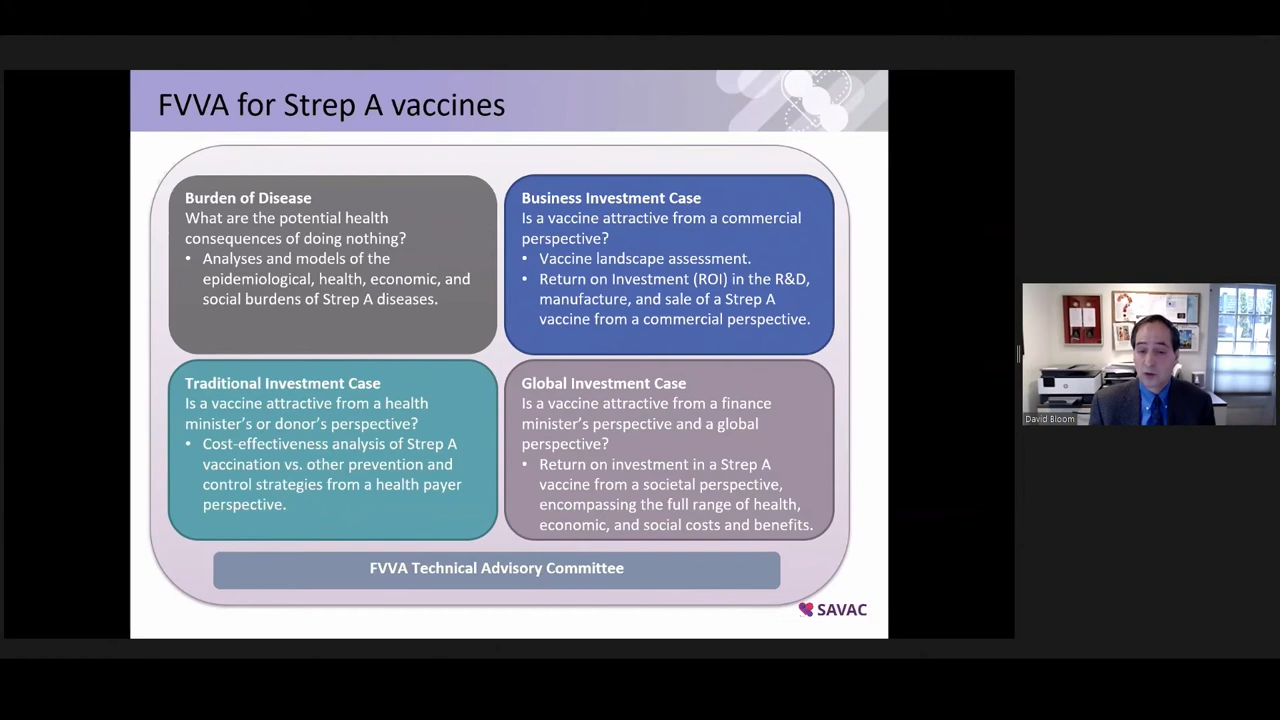 FVVA for Strep A vaccines
Burden of Disease
What are the potential health
consequences of doing nothing?
• Analyses and models of the
epidemiological, health, economic, and
social burdens of Strep A diseases.
Business Investment Case
Is a vaccine attractive from a commercial
perspective?
• Vaccine landscape assessment.
• Return on Investment (ROI) in the R&D,
manufacture, and sale of a Strep A
vaccine from a commercial perspective.
Traditional Investment Case
Is a vaccine attractive from a health
minister’s or donor’s perspective?
• Cost-effectiveness analysis of Strep A
vaccination vs. other prevention and
control strategies from a health payer
perspective.
Global Investment Case
Is a vaccine attractive from a finance
minister’s perspective and a global
perspective?
• Return on investment in a Strep A
vaccine from a societal perspective,
encompassing the full range of health,
economic, and social costs and benefits.
FVVA Technical Advisory Committee
SAVAC
David Bloom